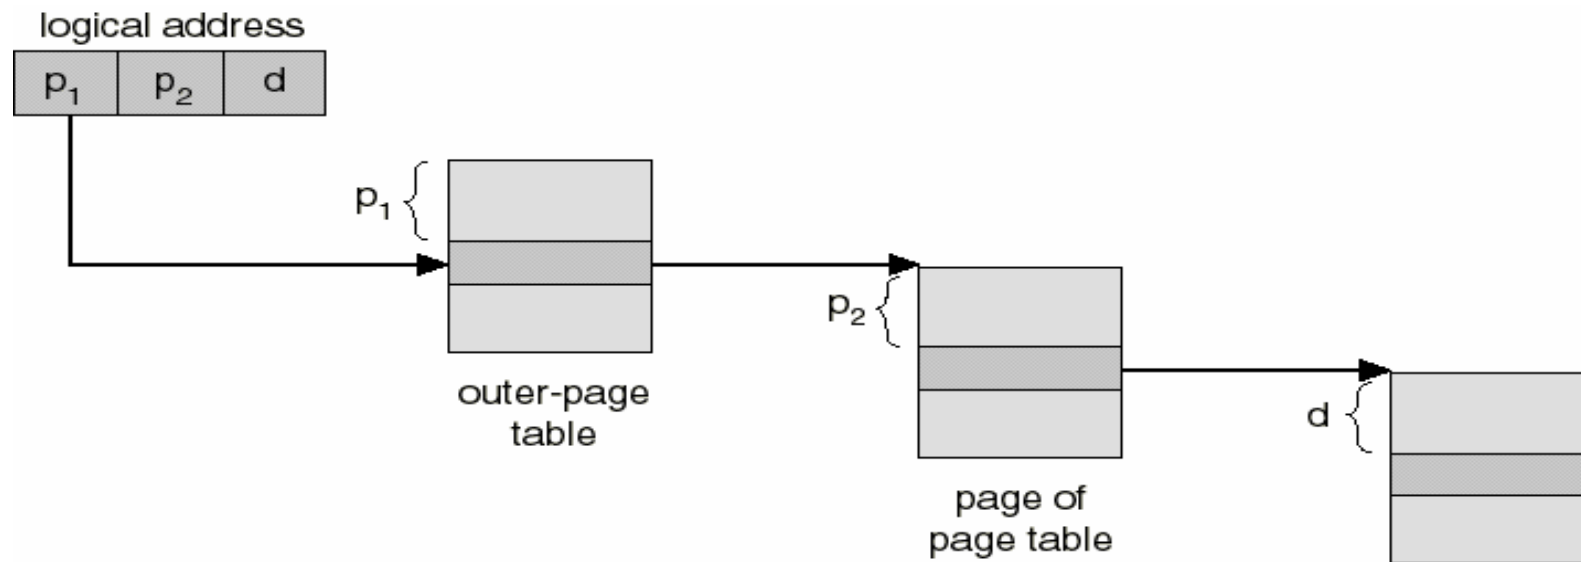 logical address
p₁ p₂ d
p₁
outer-page
table
p₂
page of
page table
d